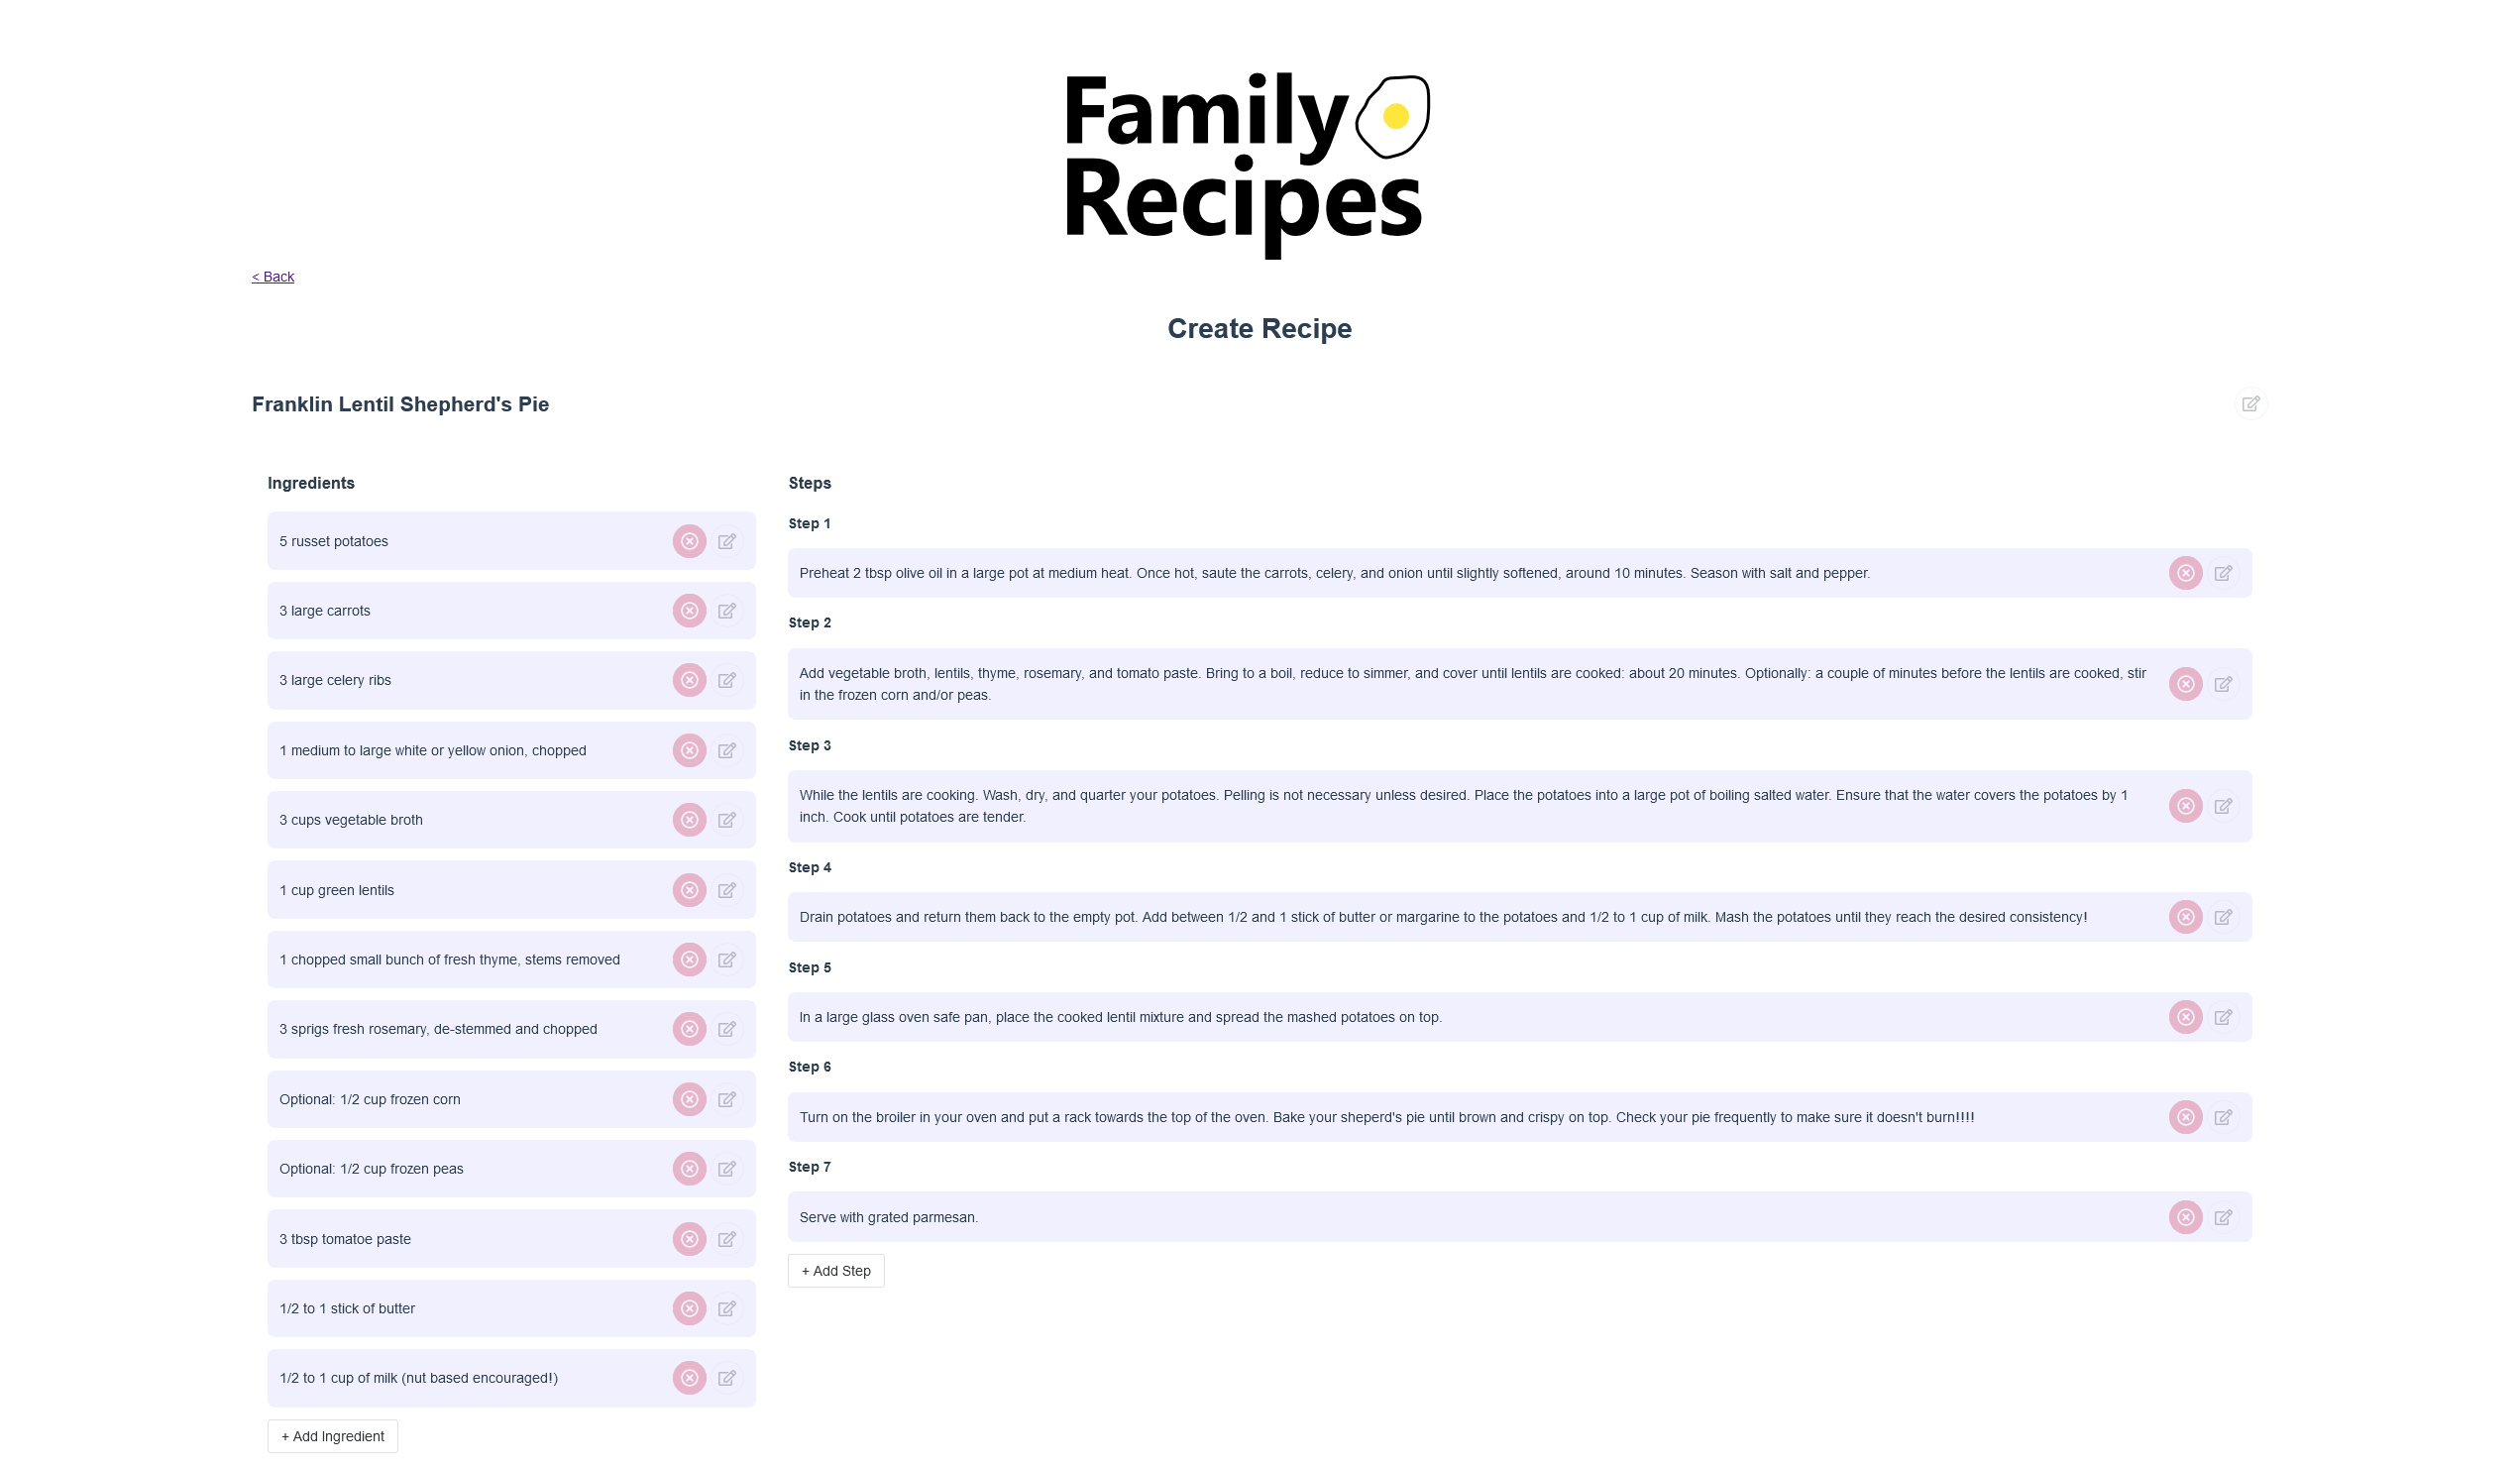 Family
Recipes
< Back
Create Recipe
Franklin Lentil Shepherd's Pie
Ingredients
5 russet potatoes
3 large carrots
3 large celery ribs
1 medium to large white or yellow onion, chopped
3 cups vegetable broth
1 cup green lentils
1 chopped small bunch of fresh thyme, stems removed
3 sprigs fresh rosemary, de-stemmed and chopped
Optional: 1/2 cup frozen corn
Optional: 1/2 cup frozen peas
3 tbsp tomatoe paste
1/2 to 1 stick of butter
1/2 to 1 cup of milk (nut based encouraged!)
+ Add Ingredient
Steps
Step 1
Preheat 2 tbsp olive oil in a large pot at medium heat. Once hot, saute the carrots, celery, and onion until slightly softened, around 10 minutes. Season with salt and pepper.
Step 2
Add vegetable broth, lentils, thyme, rosemary, and tomato paste. Bring to a boil, reduce to simmer, and cover until lentils are cooked: about 20 minutes. Optionally: a couple of minutes before the lentils are cooked, stir
in the frozen corn and/or peas.
Step 3
While the lentils are cooking. Wash, dry, and quarter your potatoes. Pelling is not necessary unless desired. Place the potatoes into a large pot of boiling salted water. Ensure that the water covers the potatoes by 1
inch. Cook until potatoes are tender.
Step 4
Drain potatoes and return them back to the empty pot. Add between 1/2 and 1 stick of butter or margarine to the potatoes and 1/2 to 1 cup of milk. Mash the potatoes until they reach the desired consistency!
Step 5
In a large glass oven safe pan, place the cooked lentil mixture and spread the mashed potatoes on top.
Step 6
Turn on the broiler in your oven and put a rack towards the top of the oven. Bake your sheperd's pie until brown and crispy on top. Check your pie frequently to make sure it doesn't burn!!!!
Step 7
Serve with grated parmesan.
+ Add Step